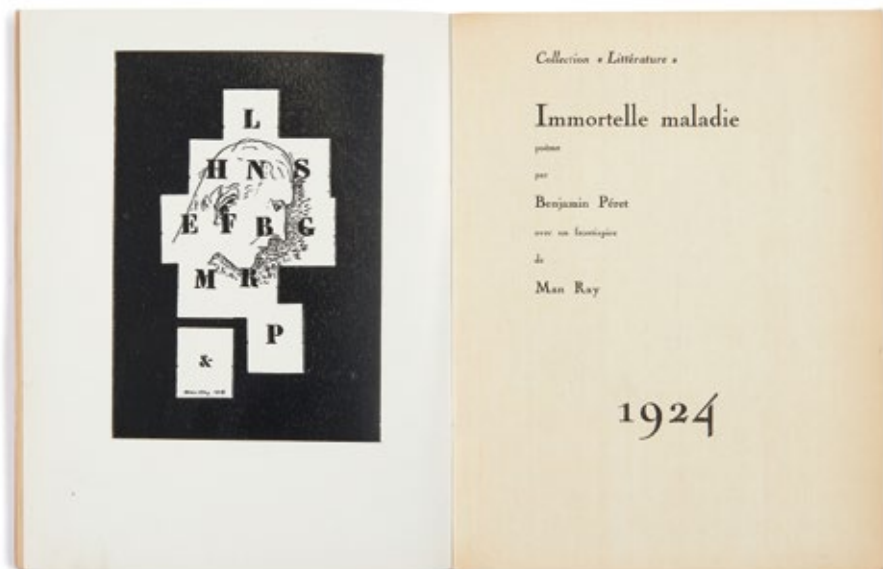 L
H N S
E F B G
M R
P
&
Collection « Littérature »
Immortelle maladie
poème
par
Benjamin Péret
avec un frontispice
de
Man Ray
1924